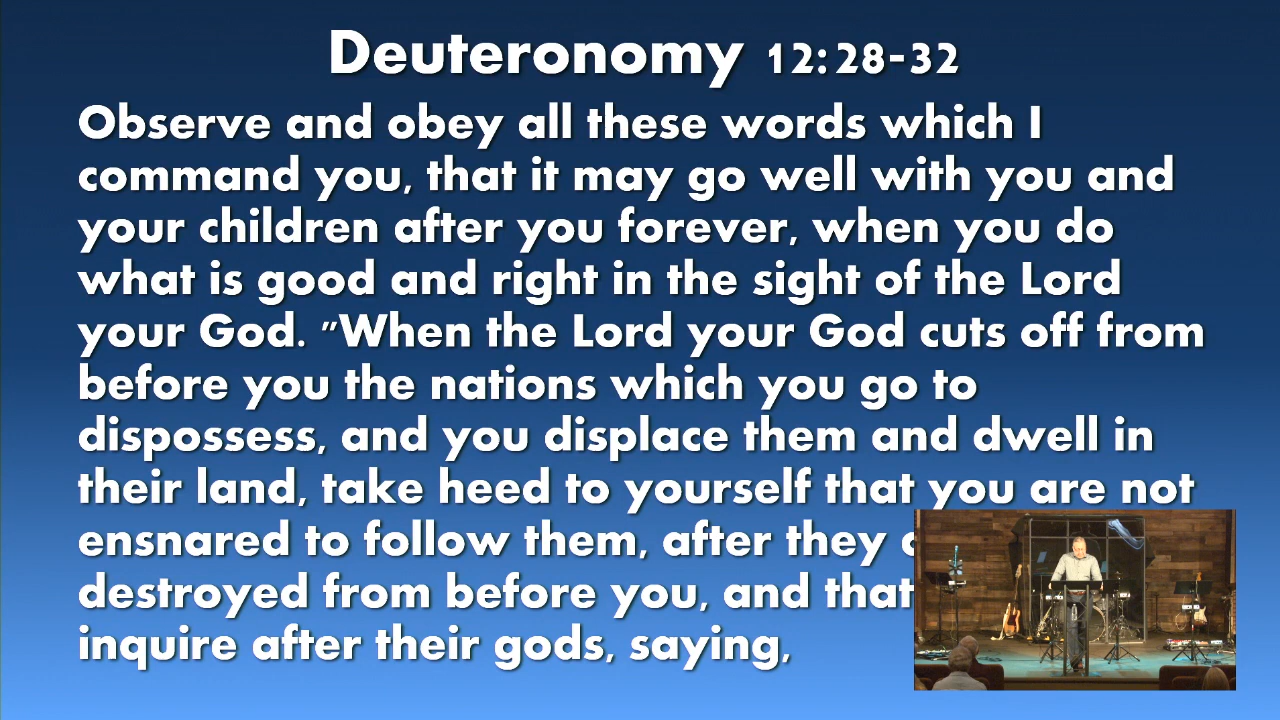 Deuteronomy 12:28-32
Observe and obey all these words which I
command you, that it may go well with you and
your children after you forever, when you do
what is good and right in the sight of the Lord
your God. "When the Lord your God cuts off from
before you the nations which you go to
dispossess, and you displace them and dwell in
their land, take heed to yourself that you are not
ensnared to follow them, after they
destroyed from before you, and that
inquire after their gods, saying,